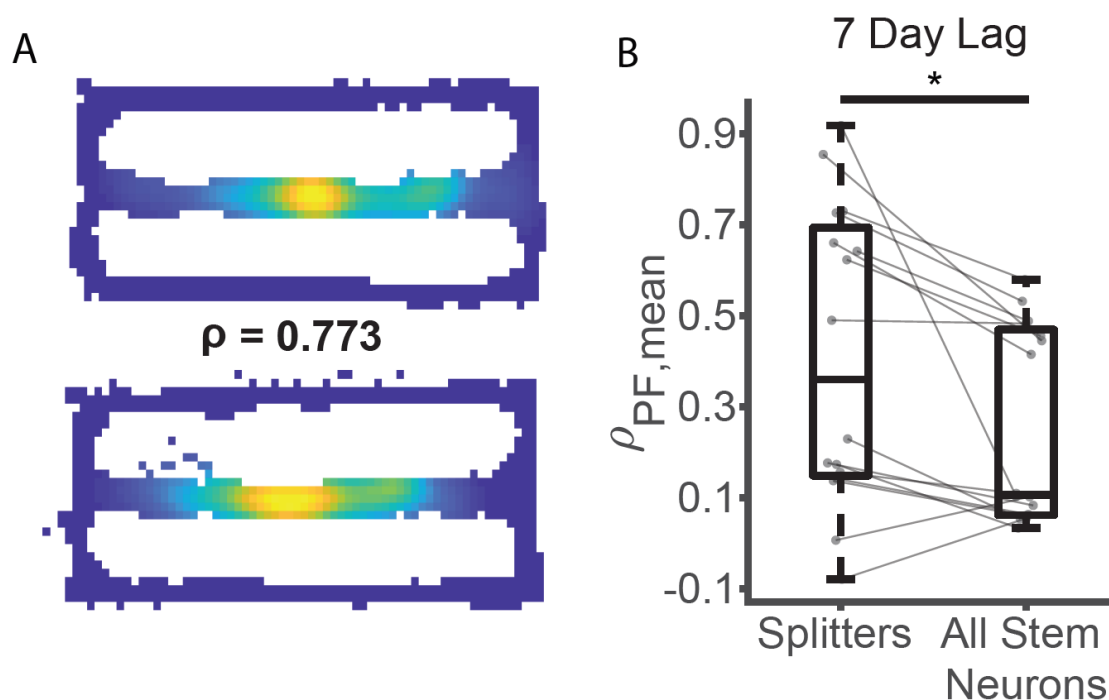 A
ρ = 0.773
B
7 Day Lag
*
ρPF,mean
0.9
0.7
0.5
0.3
0.1
-0.1
Splitters
All Stem
Neurons